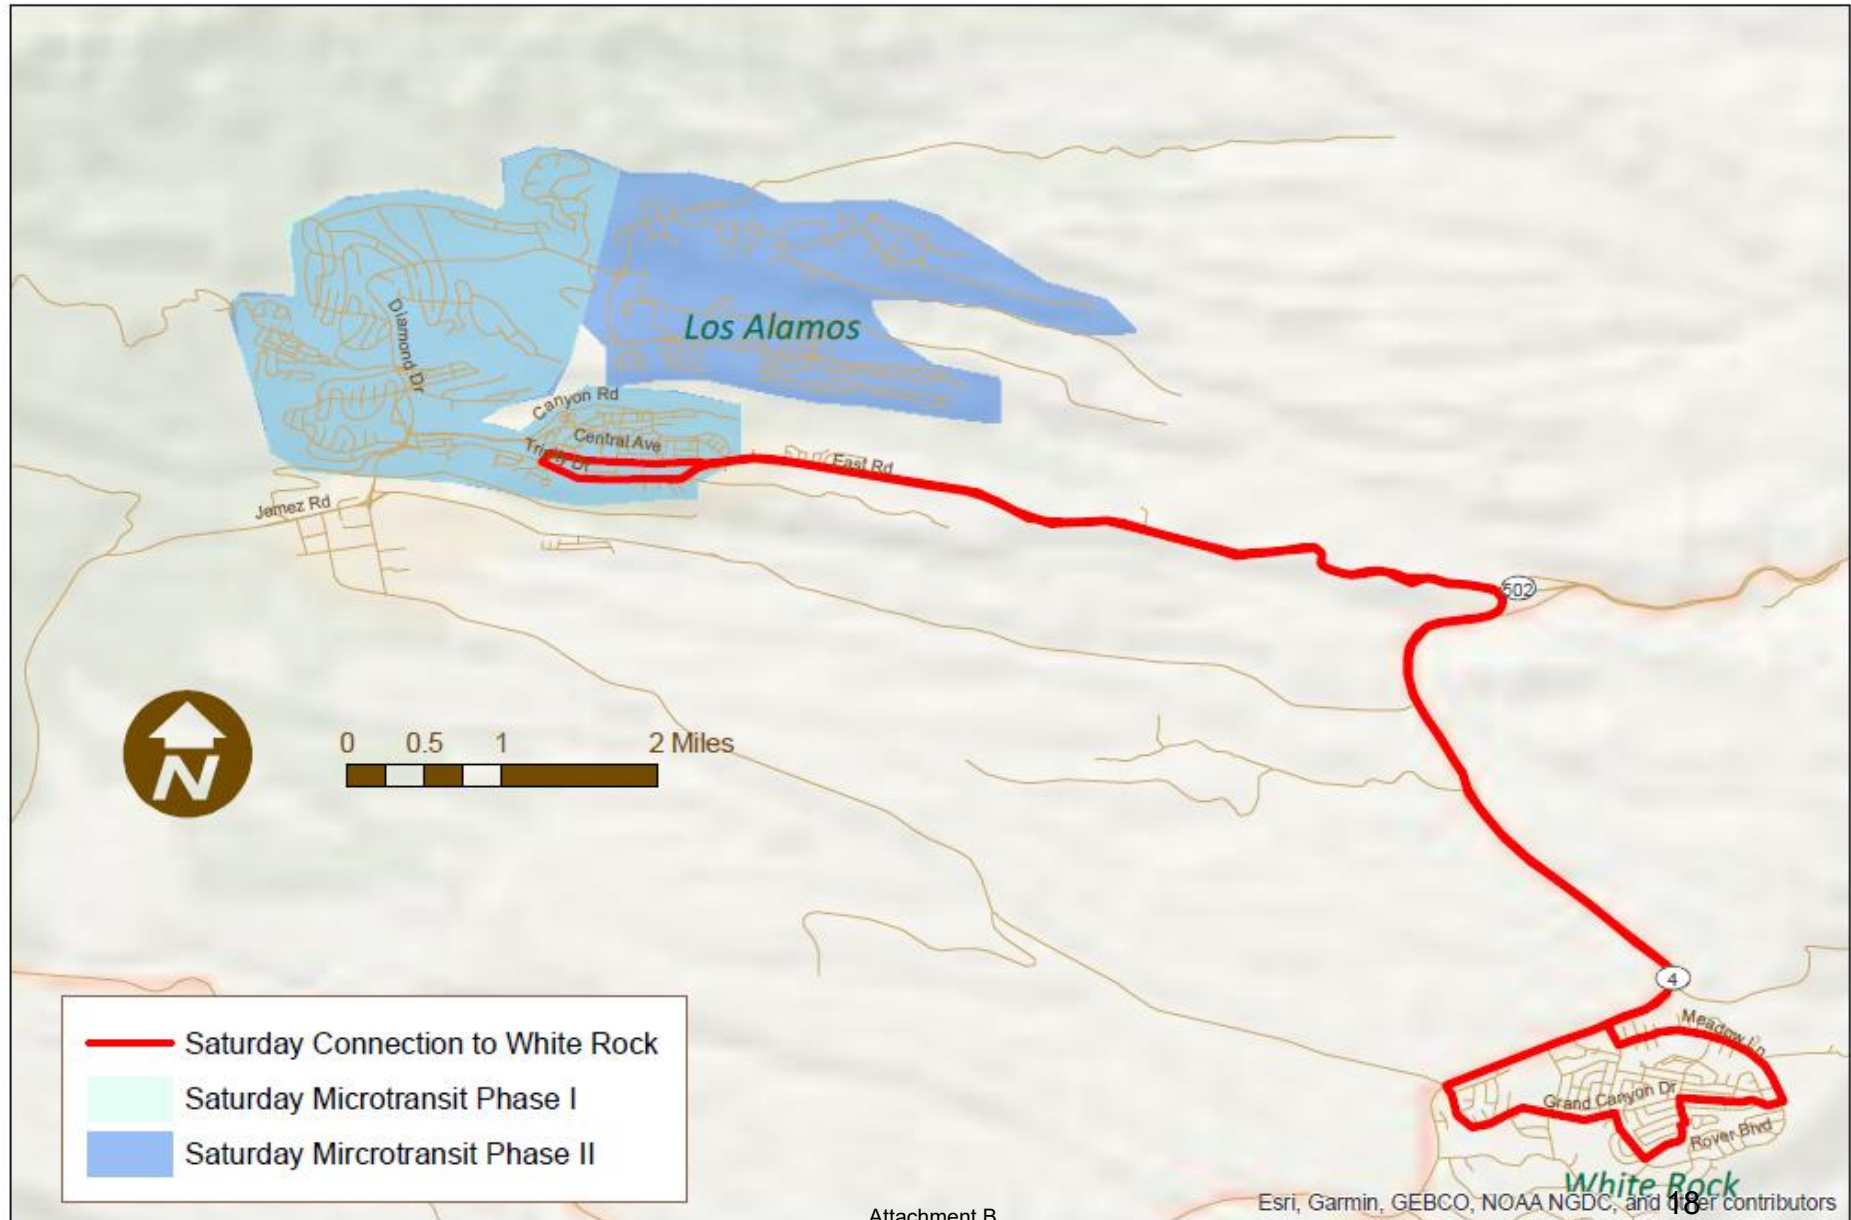 Los Alamos
Diamond Dr
Canyon Rd
Central Ave
Trinity Dr
East Rd
Jemez Rd
502
N
0 0.5 1 2 Miles
4
Meadow Ln
Grand Canyon Dr
Rover Blvd
White Rock
Saturday Connection to White Rock
Saturday Microtransit Phase I
Saturday Mircrotransit Phase II
Esri, Garmin, GEBCO, NOAA NGDC, and other contributors
18
Attachment B